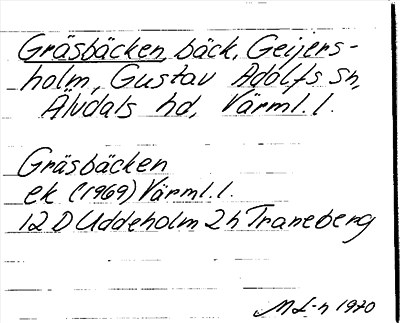 Gräsbäcken, bäck, Geijers-
holm, Gustav Adolfs sn,
Älvdals hd, Värml. l.
Gräsbäcken
ek (1969) Värml. l.
12 D Uddeholm 2 h Traneberg
M L-n 1970